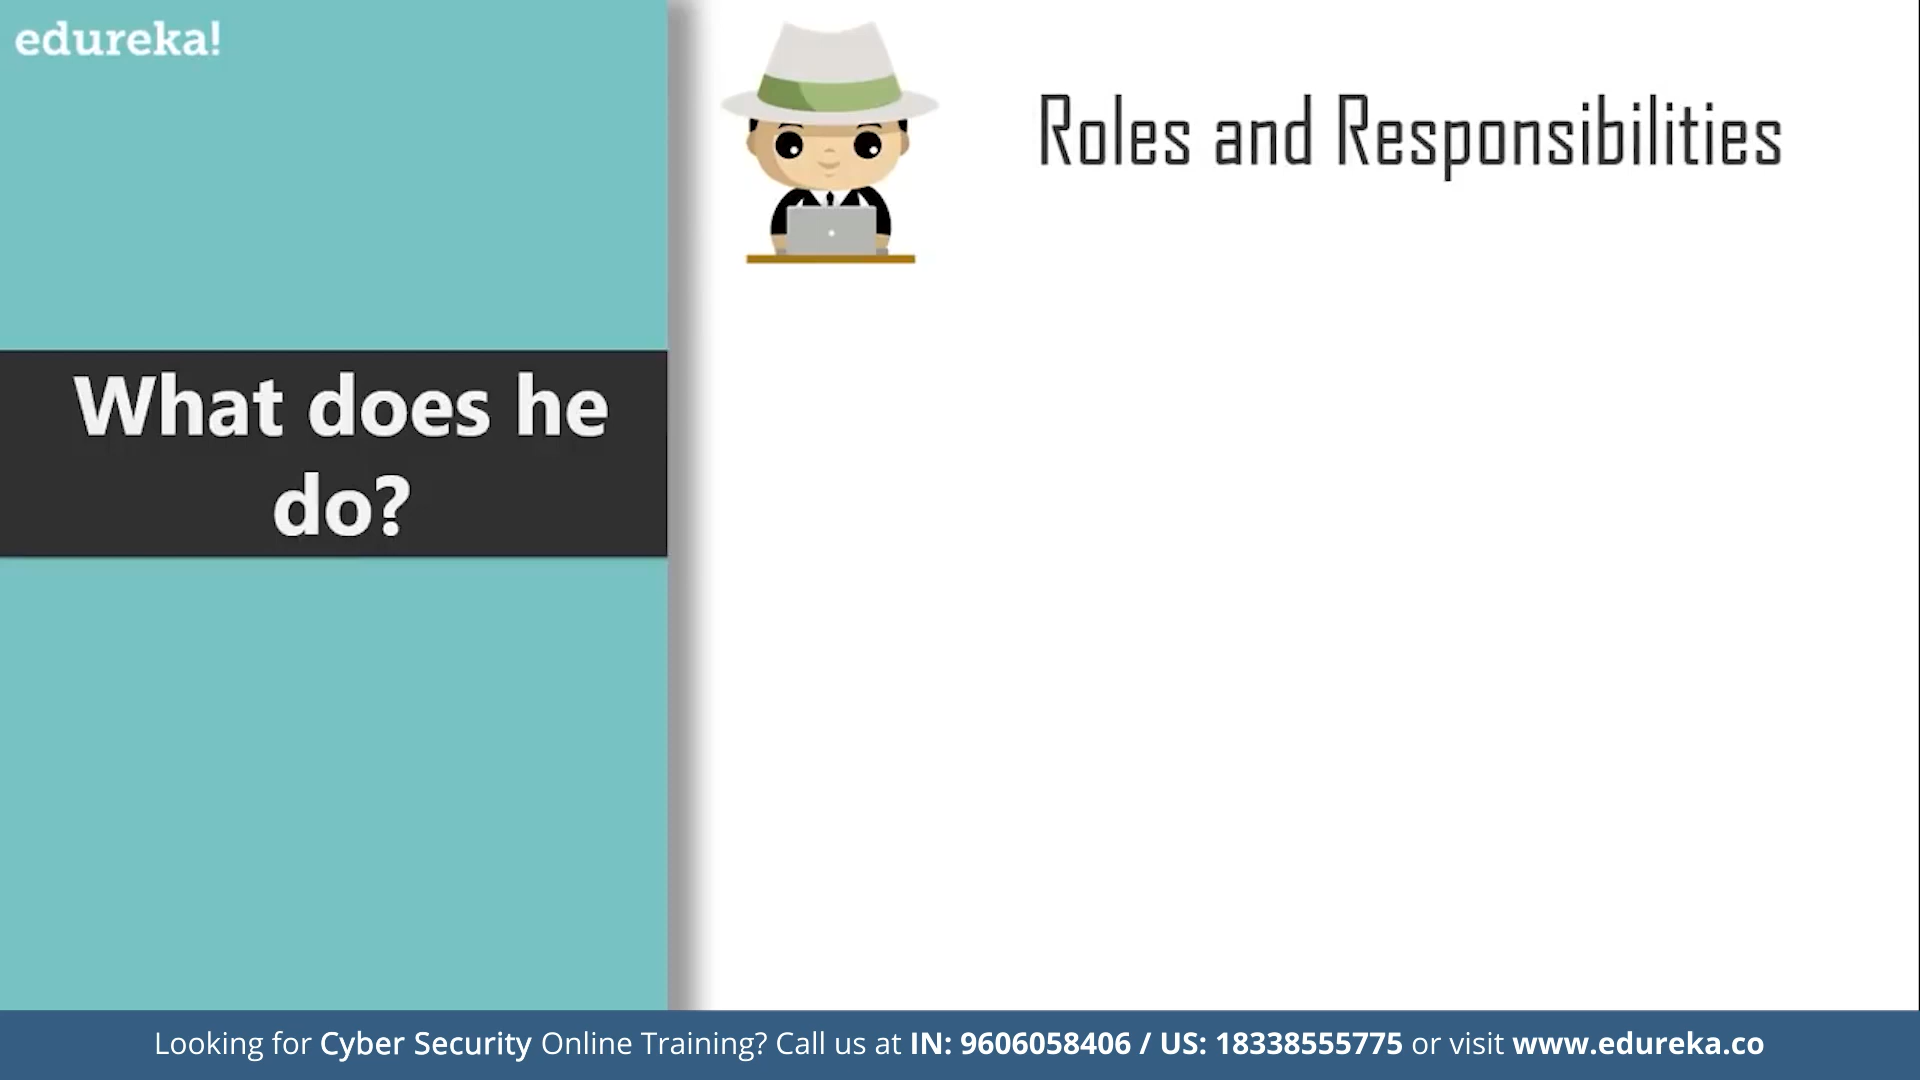 edureka!
Roles and Responsibilities
What does he
do?
Looking for Cyber Security Online Training? Call us at IN: 9606058406 / US: 18338555775 or visit www.edureka.co